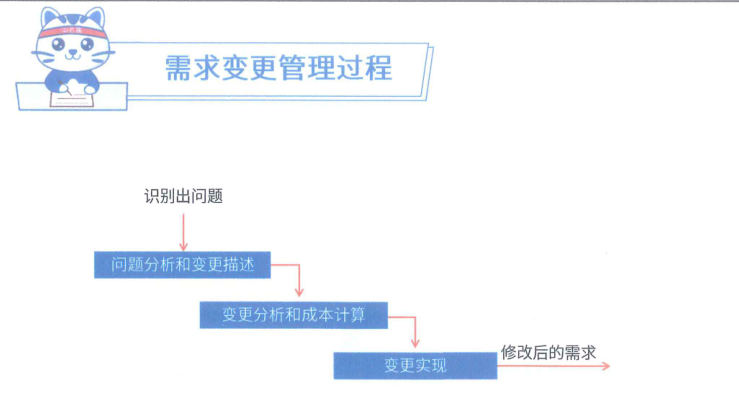 需求变更管理过程
识别出问题
问题分析和变更描述
变更分析和成本计算
变更实现
修改后的需求